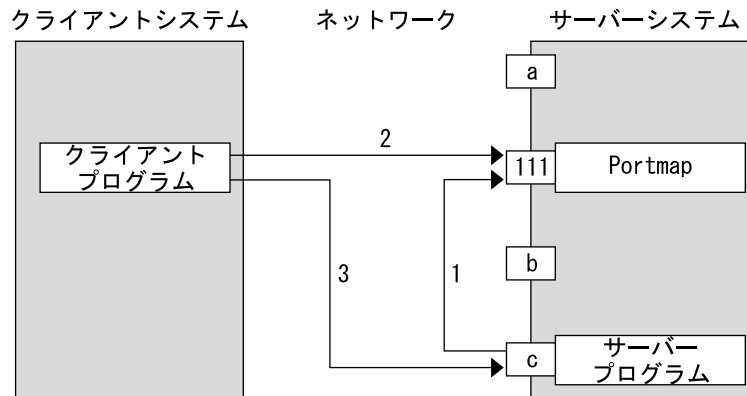 クライアントシステム
ネットワーク
サーバーシステム
a
2
クライアント
プログラム
111
Portmap
b
3
1
c
サーバー
プログラム